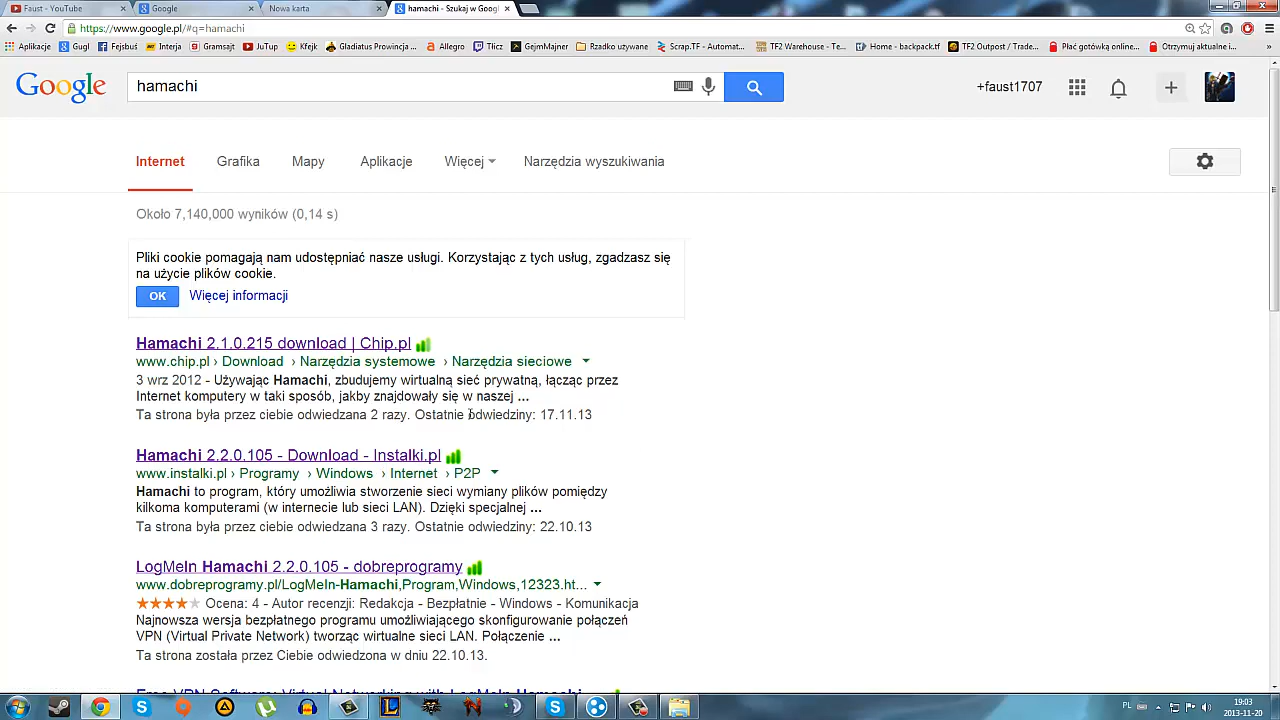 Faust - YouTube
Google
Nowa karta
hamachi - Szukaj w Googl
https://www.google.pl/#q=hamachi
Aplikacje Gugl Fejsbuś Interja Gramsajt JuTup Kfejk Gladiatus Prowincja ... Allegro Tlicz GejmMajner Rzadko używane Scrap.TF - Automat... TF2 Warehouse - Te... Home - backpack.tf TF2 Outpost / Trade... Płać gotówką online... Otrzymuj aktualne i...
Google hamachi +faust1707
Internet Grafika Mapy Aplikacje Więcej Narzędzia wyszukiwania
Około 7,140,000 wyników (0,14 s)
Pliki cookie pomagają nam udostępniać nasze usługi. Korzystając z tych usług, zgadzasz się
na użycie plików cookie.
OK Więcej informacji
Hamachi 2.1.0.215 download | Chip.pl
www.chip.pl › Download › Narzędzia systemowe › Narzędzia sieciowe
3 wrz 2012 - Używając Hamachi, zbudujemy wirtualną sieć prywatną, łącząc przez
Internet komputery w taki sposób, jakby znajdowały się w naszej ...
Ta strona była przez ciebie odwiedzana 2 razy. Ostatnie odwiedziny: 17.11.13
Hamachi 2.2.0.105 - Download - Instalki.pl
www.instalki.pl › Programy › Windows › Internet › P2P
Hamachi to program, który umożliwia stworzenie sieci wymiany plików pomiędzy
kilkoma komputerami (w internecie lub sieci LAN). Dzięki specjalnej ...
Ta strona była przez ciebie odwiedzana 3 razy. Ostatnie odwiedziny: 22.10.13
LogMeIn Hamachi 2.2.0.105 - dobreprogramy
www.dobreprogramy.pl/LogMeIn-Hamachi,Program,Windows,12323.ht...
Ocena: 4 - Autor recenzji: Redakcja - Bezpłatnie - Windows - Komunikacja
Najnowsza wersja bezpłatnego programu umożliwiającego skonfigurowanie połączeń
VPN (Virtual Private Network) tworząc wirtualne sieci LAN. Połączenie ...
Ta strona została przez Ciebie odwiedzona w dniu 22.10.13.
Free VPN Software: Virtual Networking with LogMeIn Hamachi
PL 19:03
2013-11-20